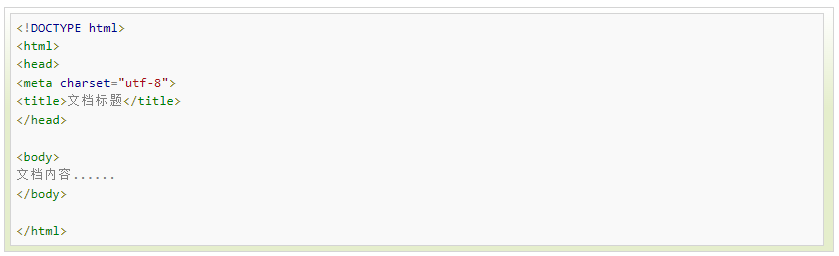 <!DOCTYPE html>
<html>
<head>
<meta charset="utf-8">
<title>文档标题</title>
</head>
<body>
文档内容......
</body>
</html>